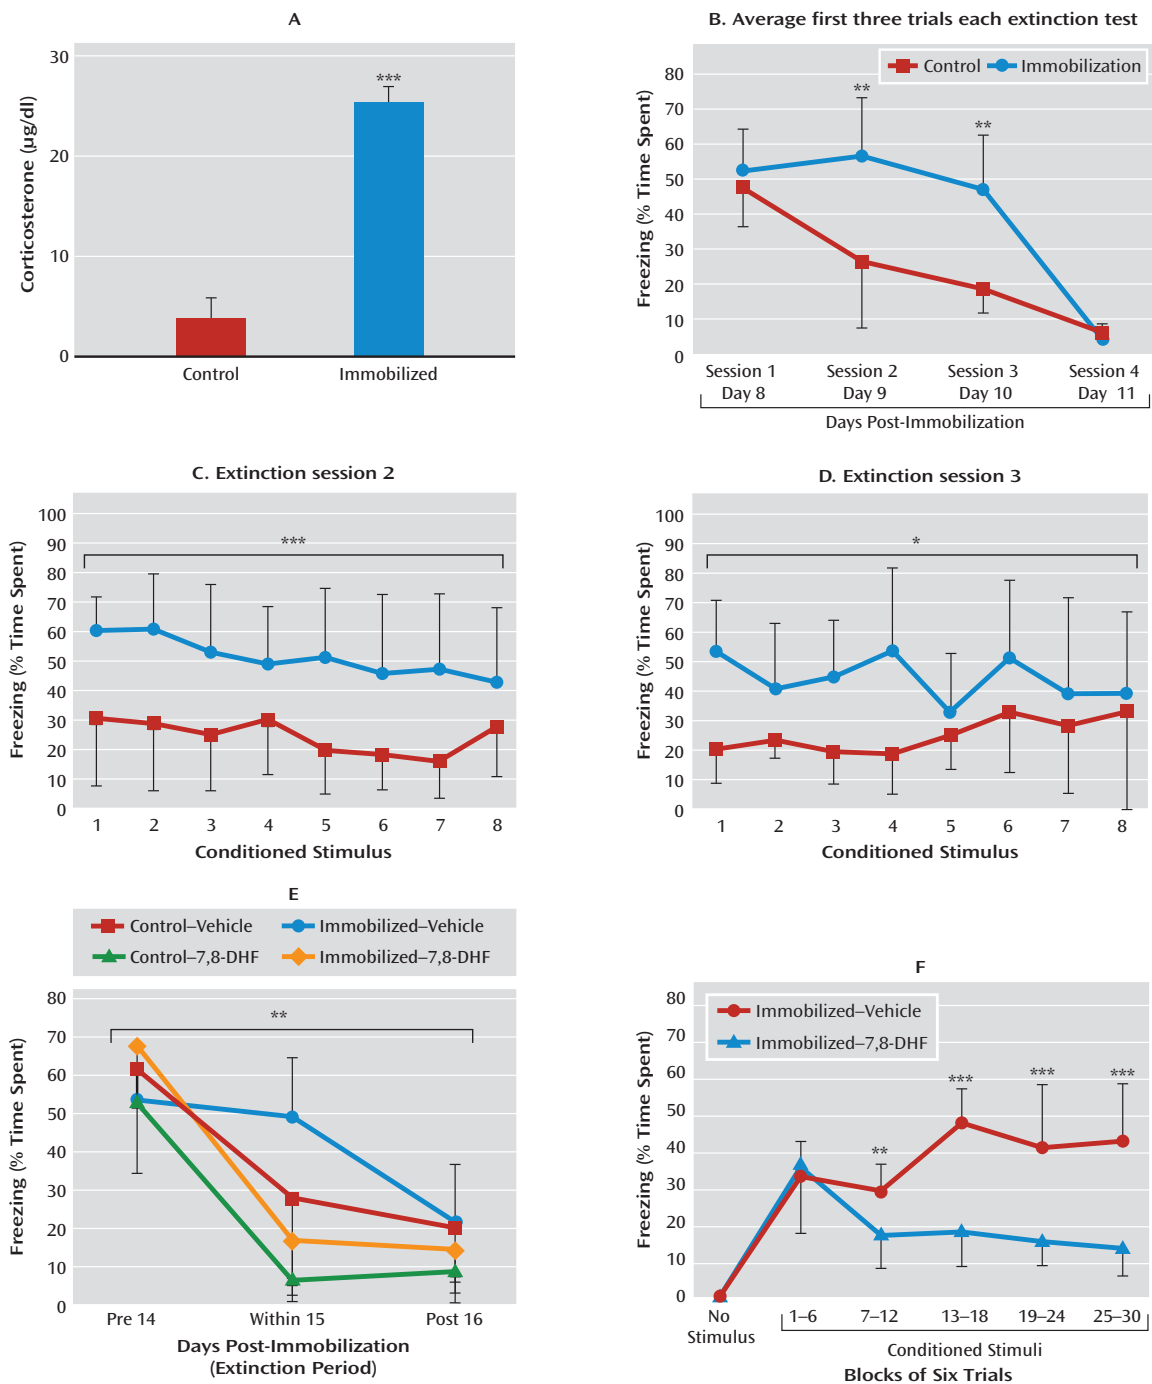 A
Corticosterone (µg/dl)
30
20
10
0
***
Control
Immobilized
B. Average first three trials each extinction test
Control
Immobilization
Freezing (% Time Spent)
80
70
60
50
40
30
20
10
0
**
**
Session 1
Day 8
Session 2
Day 9
Session 3
Day 10
Session 4
Day 11
Days Post-Immobilization
C. Extinction session 2
Freezing (% Time Spent)
100
90
80
70
60
50
40
30
20
10
0
***
1 2 3 4 5 6 7 8
Conditioned Stimulus
D. Extinction session 3
Freezing (% Time Spent)
100
90
80
70
60
50
40
30
20
10
0
*
1 2 3 4 5 6 7 8
Conditioned Stimulus
E
Control–Vehicle
Immobilized–Vehicle
Control–7,8-DHF
Immobilized–7,8-DHF
Freezing (% Time Spent)
80
70
60
50
40
30
20
10
0
**
Pre 14
Within 15
Post 16
Days Post-Immobilization
(Extinction Period)
F
Immobilized–Vehicle
Immobilized–7,8-DHF
Freezing (% Time Spent)
80
70
60
50
40
30
20
10
0
**
***
***
***
No
Stimulus
1–6
7–12
13–18
19–24
25–30
Conditioned Stimuli
Blocks of Six Trials